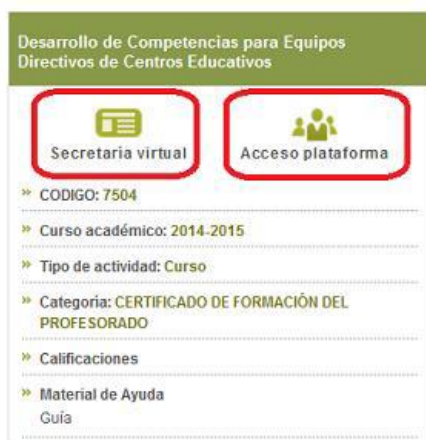 Desarrollo de Competencias para Equipos
Directivos de Centros Educativos
Secretaria virtual
Acceso plataforma
» CODIGO: 7504
» Curso académico: 2014-2015
» Tipo de actividad: Curso
» Categoria: CERTIFICADO DE FORMACIÓN DEL
PROFESORADO
» Calificaciones
» Material de Ayuda
Guía